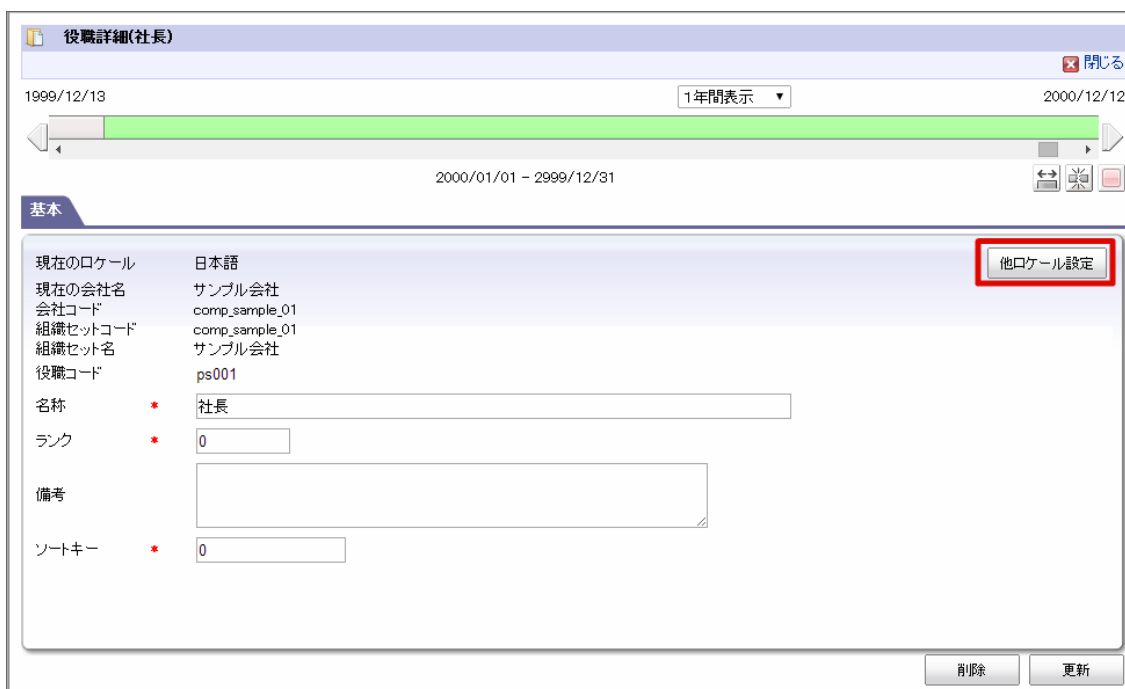 役職詳細(社長)
閉じる
1999/12/13 1年間表示 2000/12/12
2000/01/01 - 2999/12/31
基本
現在のロケール 日本語 他ロケール設定
現在の会社名 サンプル会社
会社コード comp_sample_01
組織セットコード comp_sample_01
組織セット名 サンプル会社
役職コード ps001
名称 * 社長
ランク * 0
備考
ソートキー * 0
削除 更新